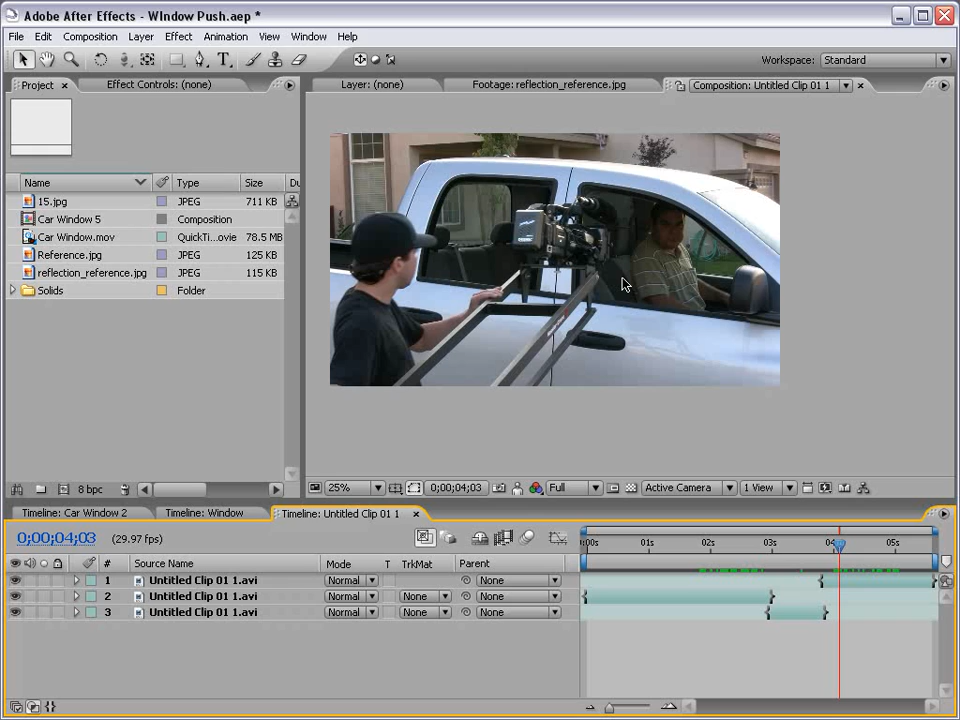 Adobe After Effects - WIndow Push.aep *
File Edit Composition Layer Effect Animation View Window Help
Workspace: Standard
Project Effect Controls: (none) Layer: (none) Footage: reflection_reference.jpg Composition: Untitled Clip 01 1
Name Type Size Du
15.jpg JPEG 711 KB
Car Window 5 Composition
Car Window.mov QuickTi...ovie 78.5 MB
Reference.jpg JPEG 125 KB
reflection_reference.jpg JPEG 115 KB
Solids Folder
8 bpc 25% 0;00;04;03 Full Active Camera 1 View
Timeline: Car Window 2 Timeline: Window Timeline: Untitled Clip 01 1
0;00;04;03 (29.97 fps) :00s 01s 02s 03s 04s 05s
# Source Name Mode T TrkMat Parent
1 Untitled Clip 01 1.avi Normal None
2 Untitled Clip 01 1.avi Normal None None
3 Untitled Clip 01 1.avi Normal None None